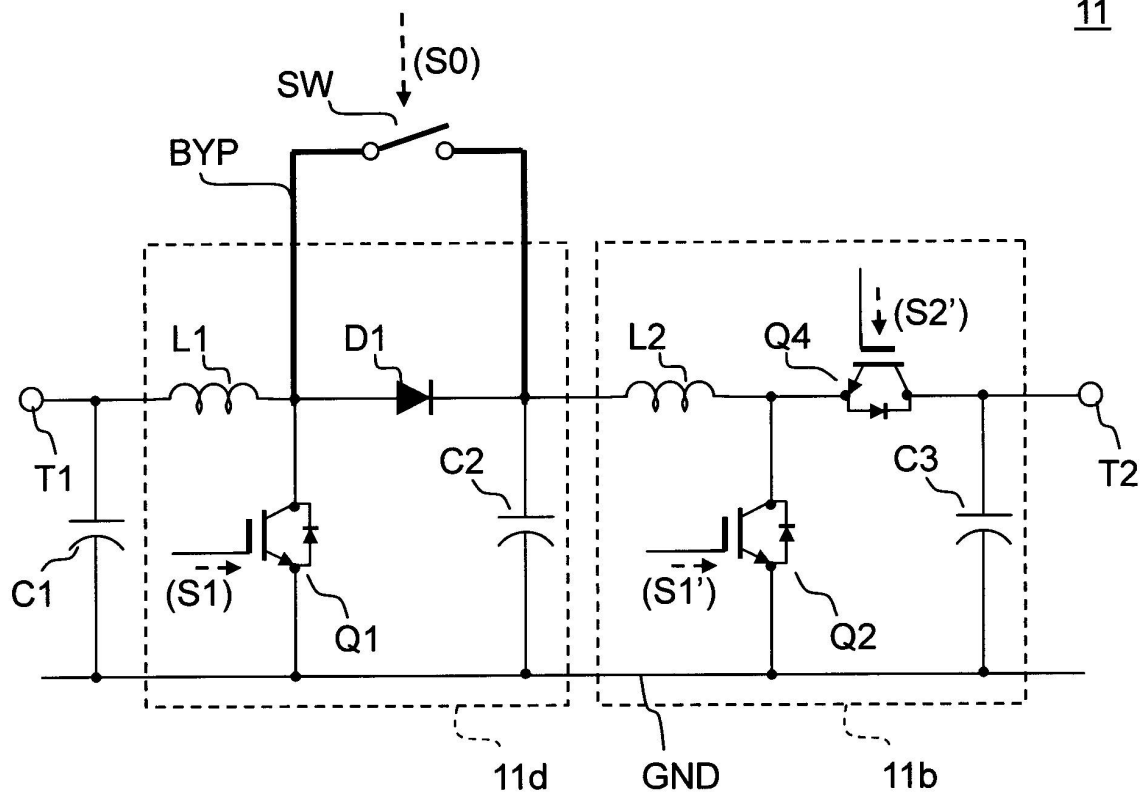 11
(S0)
SW
BYP
L1
D1
L2
Q4
(S2’)
T1
C2
C3
T2
C1
(S1)
Q1
(S1’)
Q2
11d
GND
11b